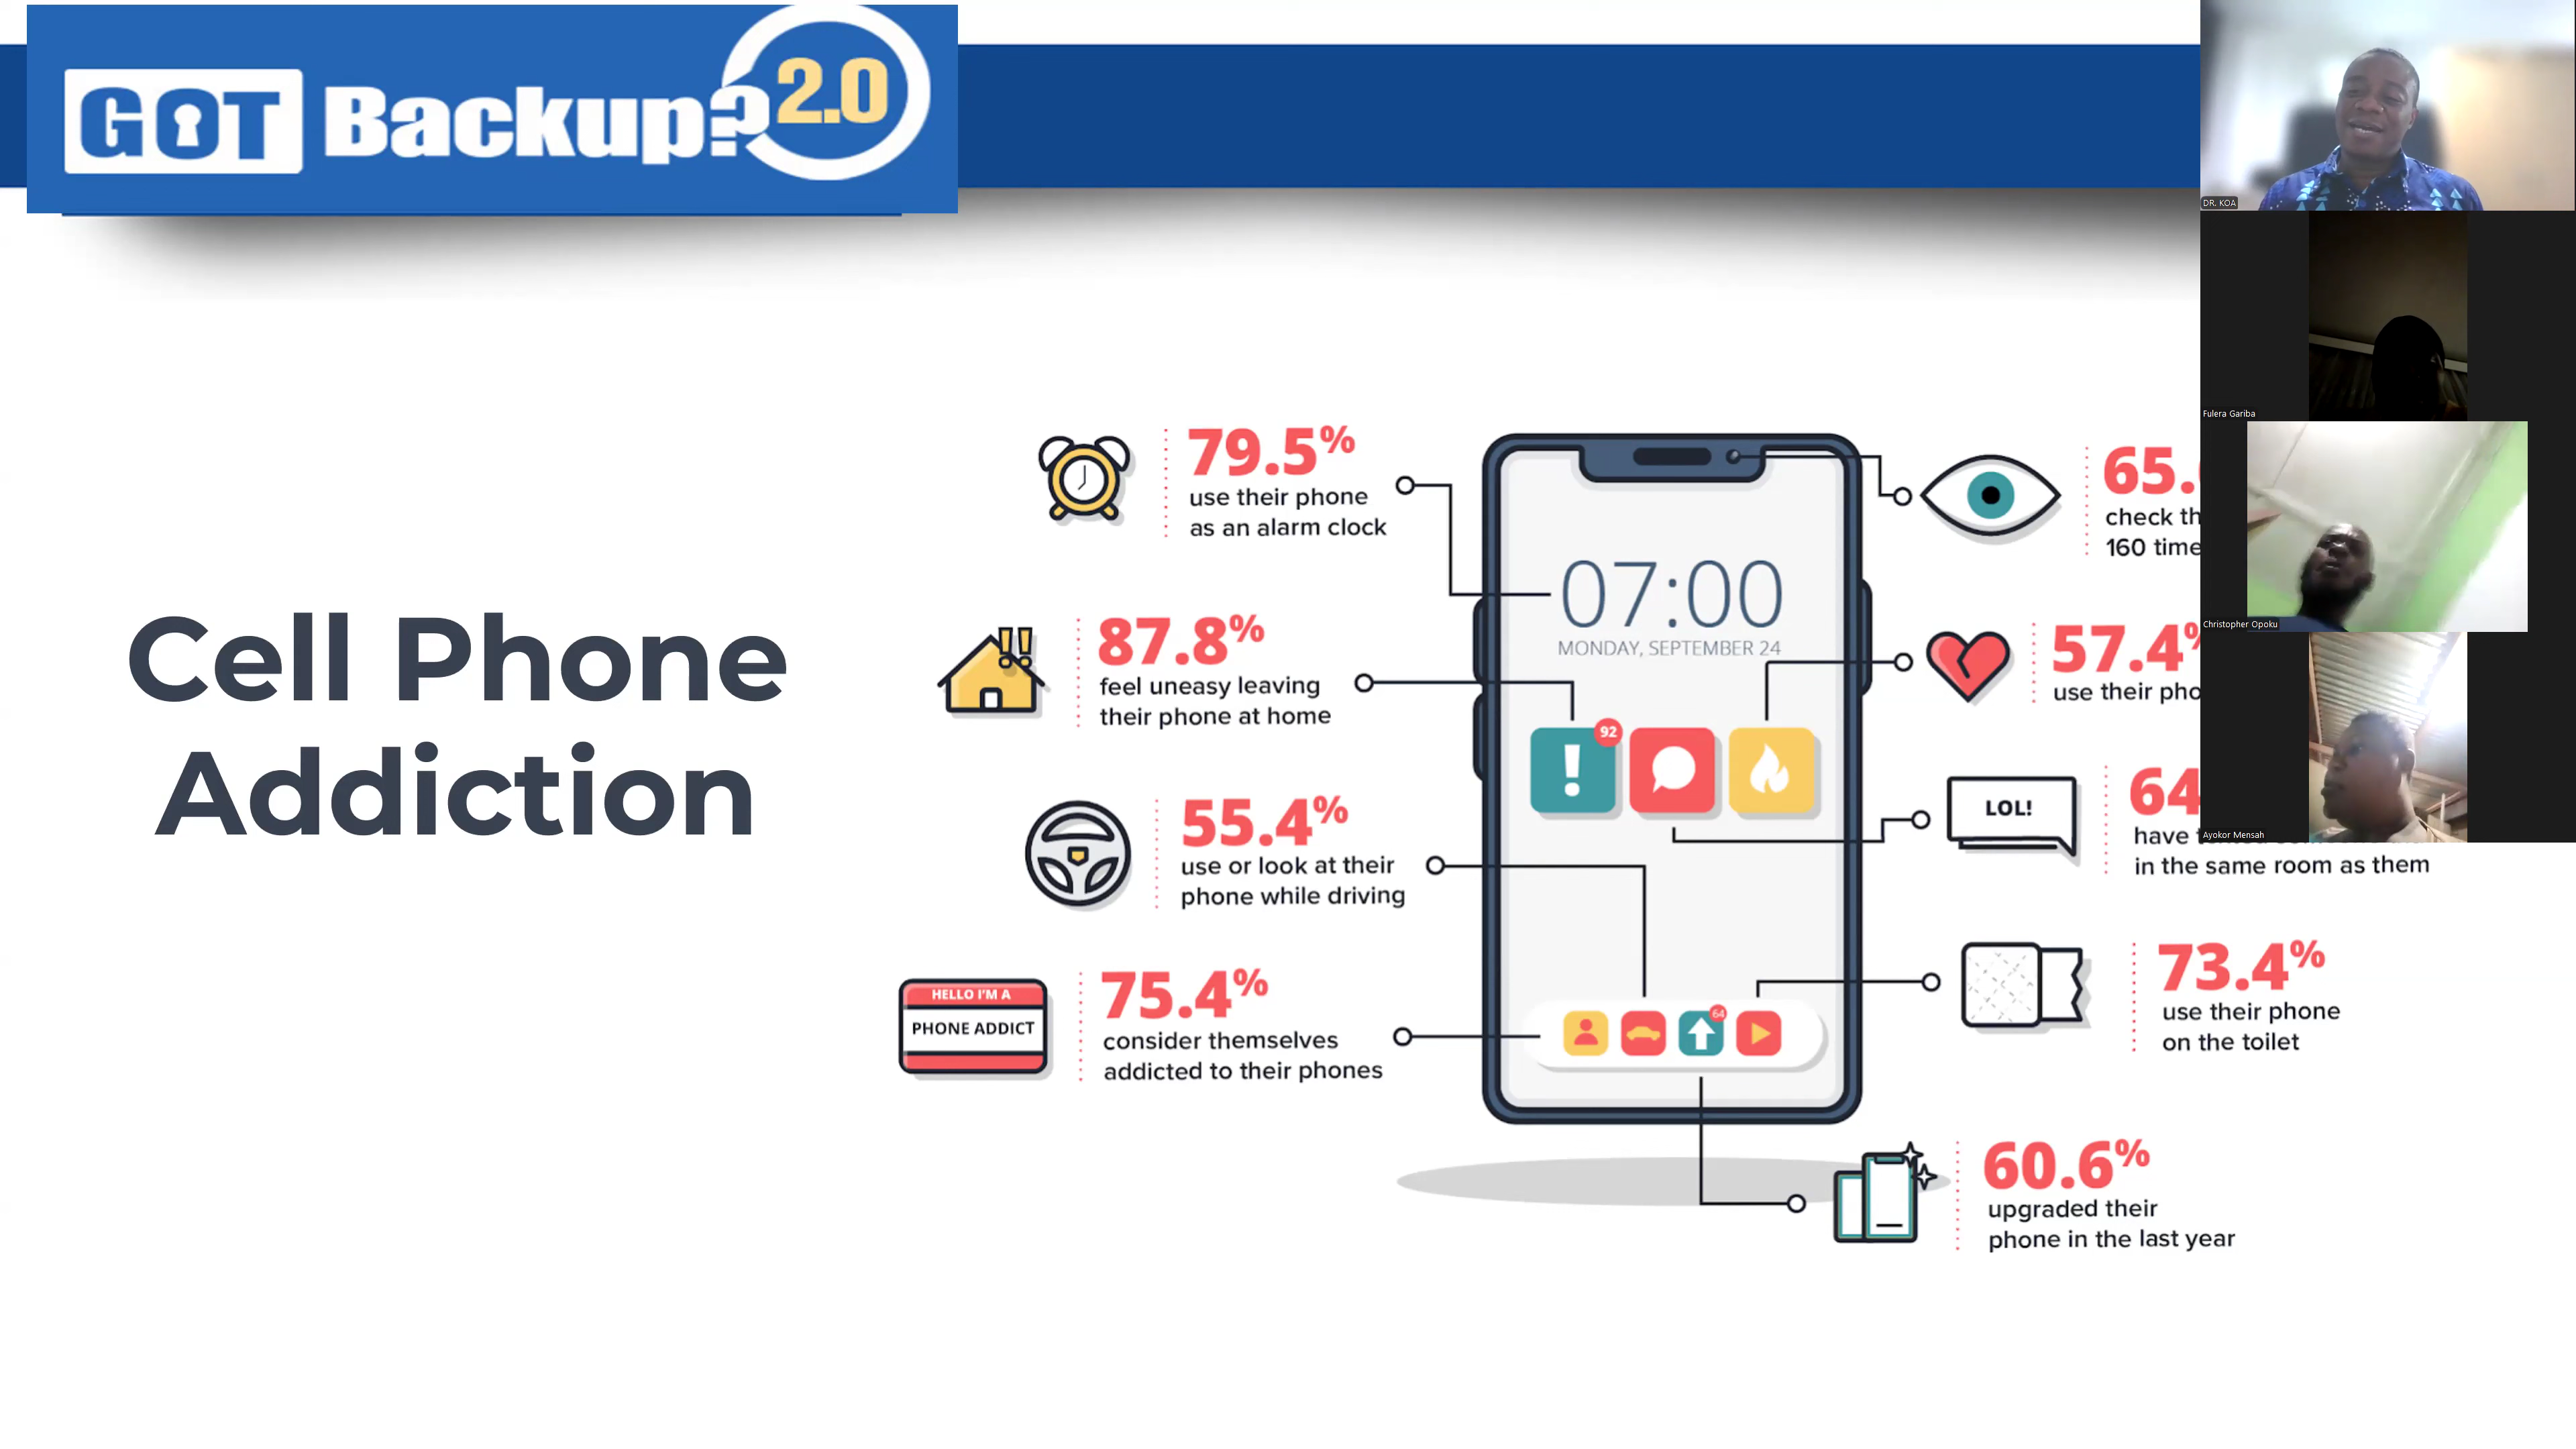 GOT Backup? 2.0
Cell Phone
Addiction
79.5%
use their phone
as an alarm clock
87.8%
feel uneasy leaving
their phone at home
55.4%
use or look at their
phone while driving
HELLO I'M A
PHONE ADDICT
75.4%
consider themselves
addicted to their phones
07:00
MONDAY, SEPTEMBER 24
92
64
65.
check th
160 time
57.4%
use their pho
LOL!
64
have
in the same room as them
73.4%
use their phone
on the toilet
60.6%
upgraded their
phone in the last year
DR. KOA
Fulera Gariba
Christopher Opoku
Ayokor Mensah